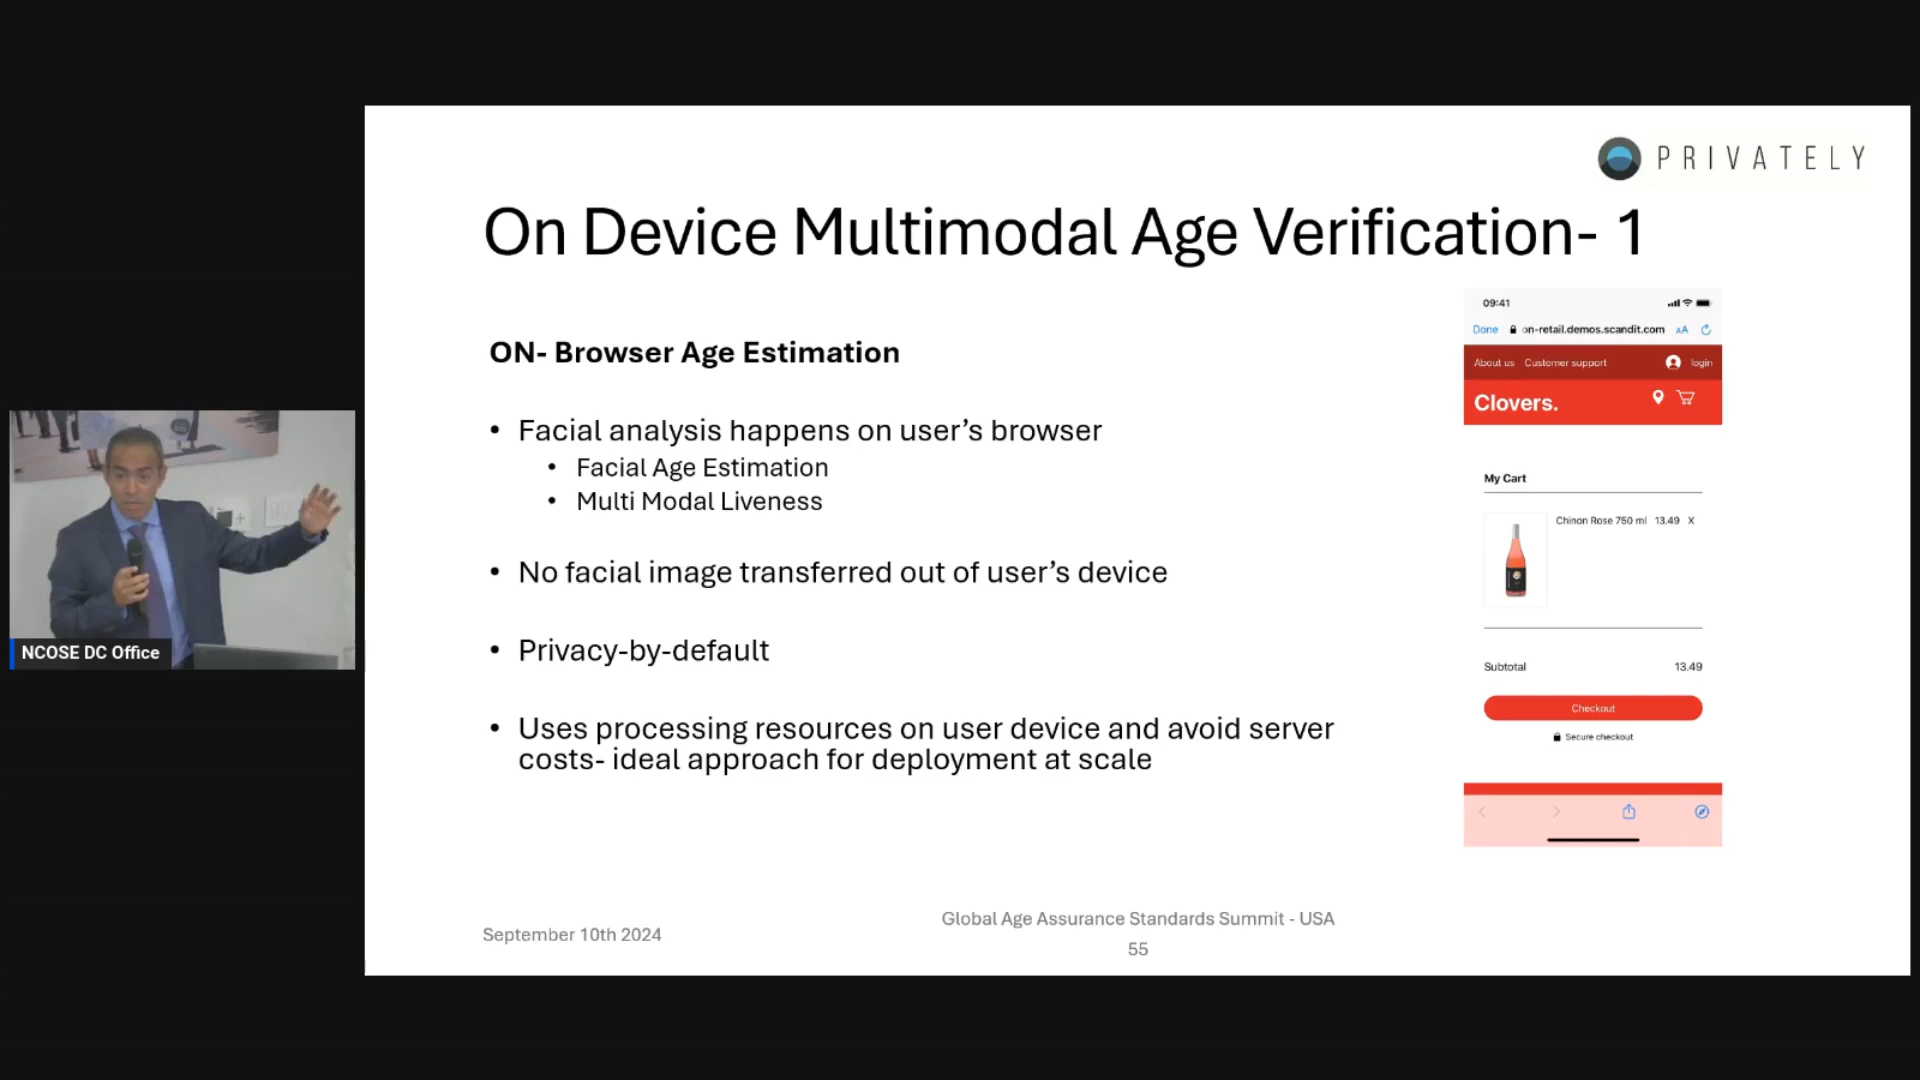 PRIVATELY
On Device Multimodal Age Verification- 1
ON- Browser Age Estimation
• Facial analysis happens on user’s browser
• Facial Age Estimation
• Multi Modal Liveness
• No facial image transferred out of user’s device
• Privacy-by-default
• Uses processing resources on user device and avoid server
costs- ideal approach for deployment at scale
09:41
Done on-retail.demos.scandit.com AA
About us Customer support login
Clovers.
My Cart
Chinon Rose 750 ml 13.49 X
Subtotal 13.49
Checkout
Secure checkout
NCOSE DC Office
September 10th 2024
Global Age Assurance Standards Summit - USA
55